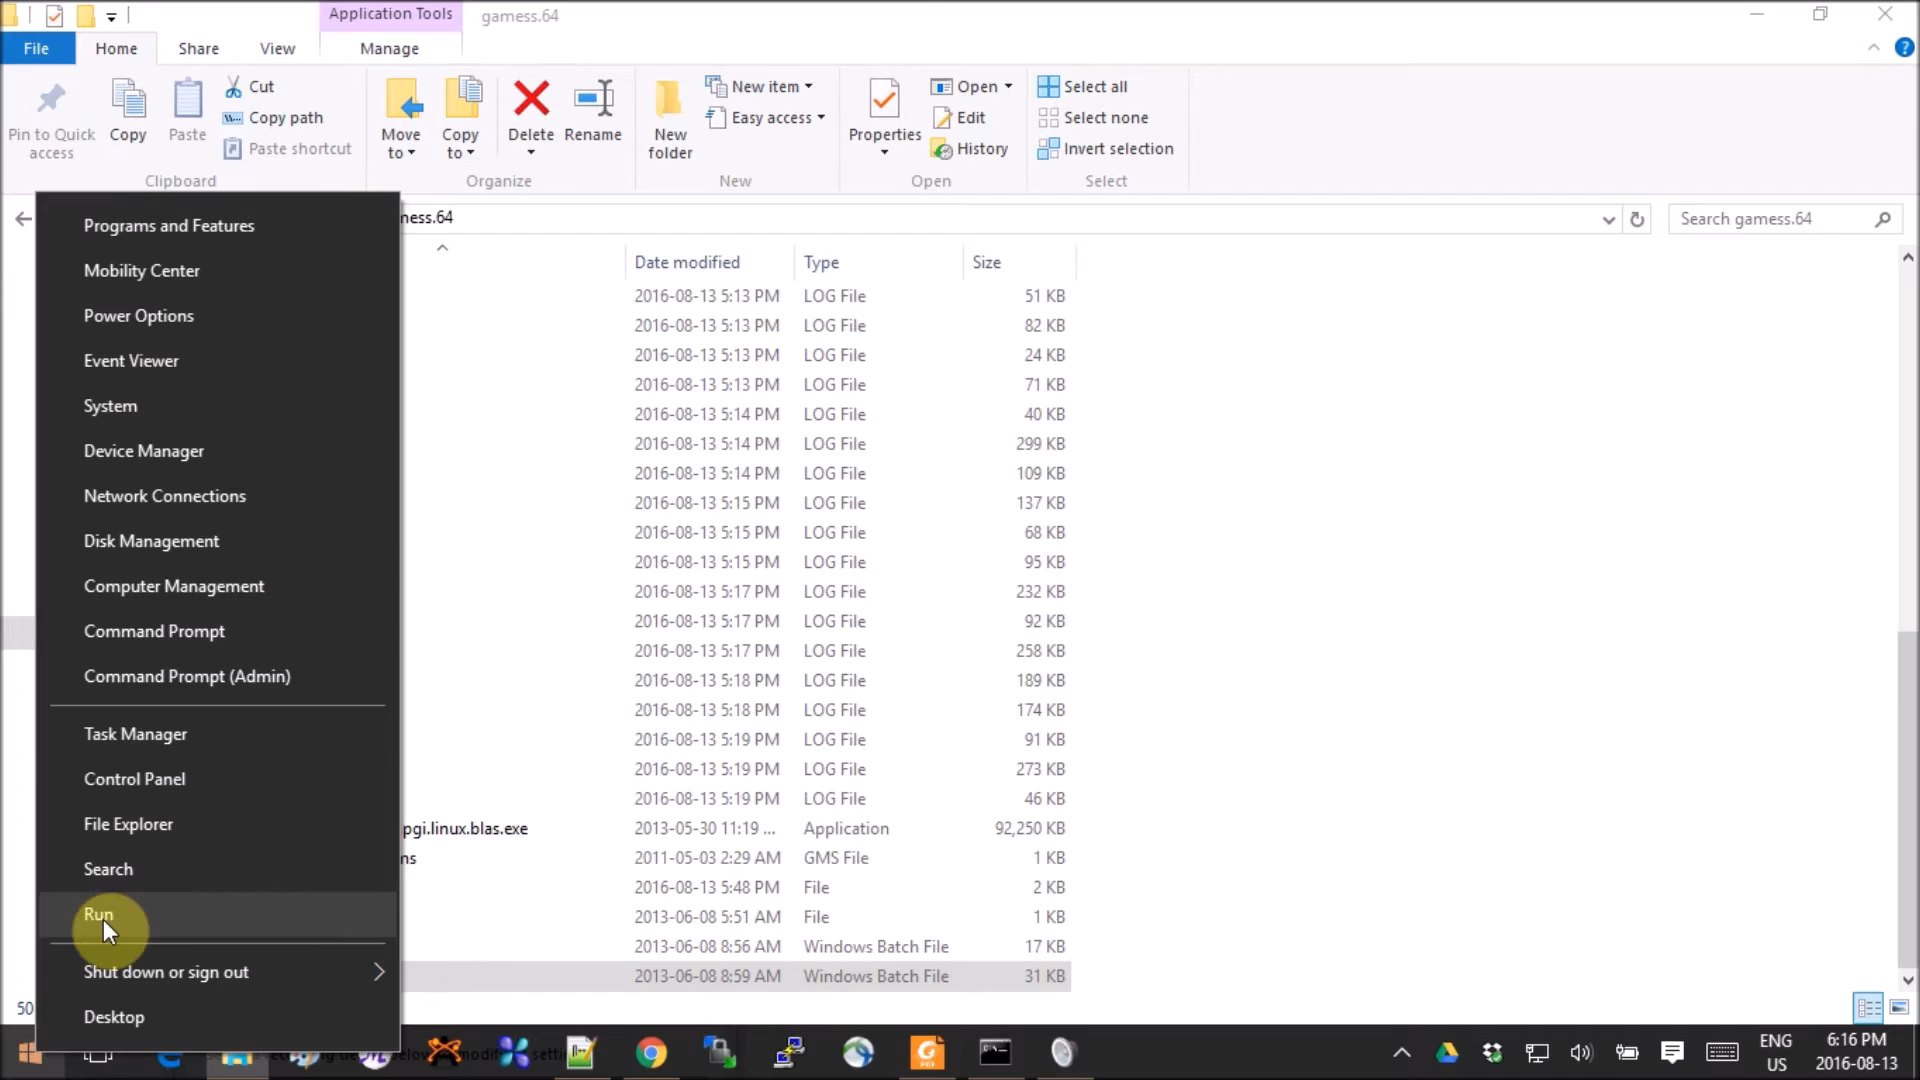 Application Tools
gamess.64
File
Home
Share
View
Manage
Pin to Quick access
Copy
Paste
Cut
Copy path
Paste shortcut
Clipboard
Move to
Copy to
Delete
Rename
Organize
New folder
New item
Easy access
New
Properties
Open
Edit
History
Open
Select all
Select none
Invert selection
Select
mess.64
Search gamess.64
Date modified Type Size
2016-08-13 5:13 PM LOG File 51 KB
2016-08-13 5:13 PM LOG File 82 KB
2016-08-13 5:13 PM LOG File 24 KB
2016-08-13 5:13 PM LOG File 71 KB
2016-08-13 5:14 PM LOG File 40 KB
2016-08-13 5:14 PM LOG File 299 KB
2016-08-13 5:14 PM LOG File 109 KB
2016-08-13 5:15 PM LOG File 137 KB
2016-08-13 5:15 PM LOG File 68 KB
2016-08-13 5:15 PM LOG File 95 KB
2016-08-13 5:17 PM LOG File 232 KB
2016-08-13 5:17 PM LOG File 92 KB
2016-08-13 5:17 PM LOG File 258 KB
2016-08-13 5:18 PM LOG File 189 KB
2016-08-13 5:18 PM LOG File 174 KB
2016-08-13 5:19 PM LOG File 91 KB
2016-08-13 5:19 PM LOG File 273 KB
2016-08-13 5:19 PM LOG File 46 KB
pgi.linux.blas.exe 2013-05-30 11:19 ... Application 92,250 KB
ms 2011-05-03 2:29 AM GMS File 1 KB
2016-08-13 5:48 PM File 2 KB
2013-06-08 5:51 AM File 1 KB
2013-06-08 8:56 AM Windows Batch File 17 KB
2013-06-08 8:59 AM Windows Batch File 31 KB
Programs and Features
Mobility Center
Power Options
Event Viewer
System
Device Manager
Network Connections
Disk Management
Computer Management
Command Prompt
Command Prompt (Admin)
Task Manager
Control Panel
File Explorer
Search
Run
Shut down or sign out
Desktop
50
ENG
US
6:16 PM
2016-08-13